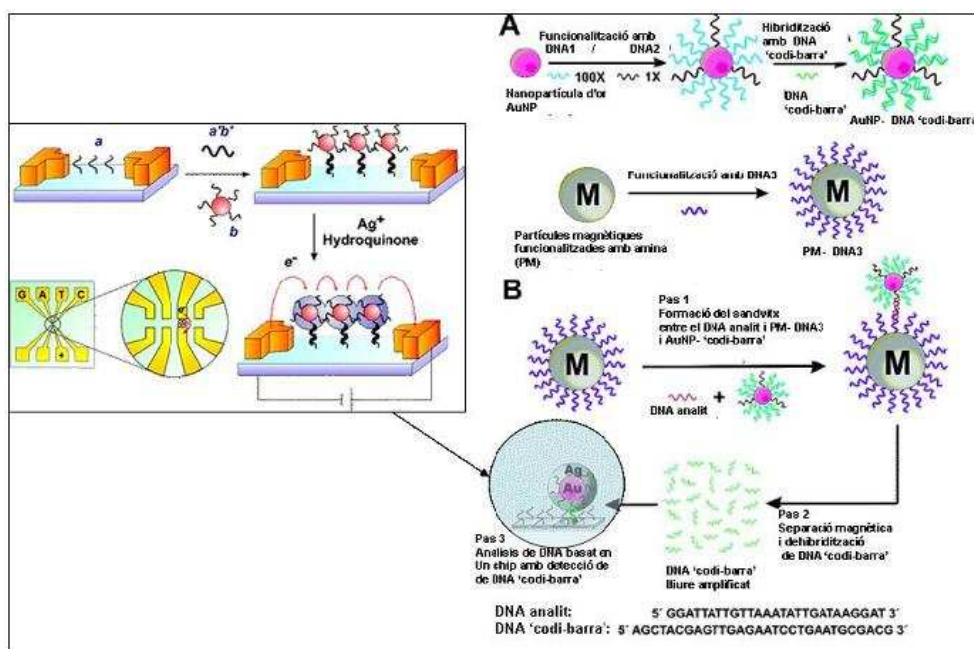 A
Funcionalització amb
DNA1 / DNA2
100X 1X
Nanopartícula d'or
AuNP
Hibridització
amb DNA
'codi-barra'
DNA
'codi-barra'
AuNP- DNA 'codi-barra
M
Partícules magnètiques
funcionalitzades amb amina
(PM)
Funcionalització amb DNA3
M
PM- DNA3
a
a'b'
b
Ag+
Hydroquinone
e-
G A T C
+
B
M
Pas 1
Formació del sandvitx
entre el DNA analit i PM- DNA3
i AuNP- 'codi-barra'
DNA analit +
M
Pas 2
Separació magnètica
i dehibridització
de DNA 'codi-barra'
DNA 'codi-barra'
lliure amplificat
Ag
Au
Pas 3
Anàlisis de DNA basat en
Un chip amb detecció de
de DNA 'codi-barra'
DNA analit: 5´ GGATTATTGTTAAATATTGATAAGGAT 3´
DNA 'codi-barra': 5´ AGCTACGAGTTGAGAATCCTGAATGCGACG 3´